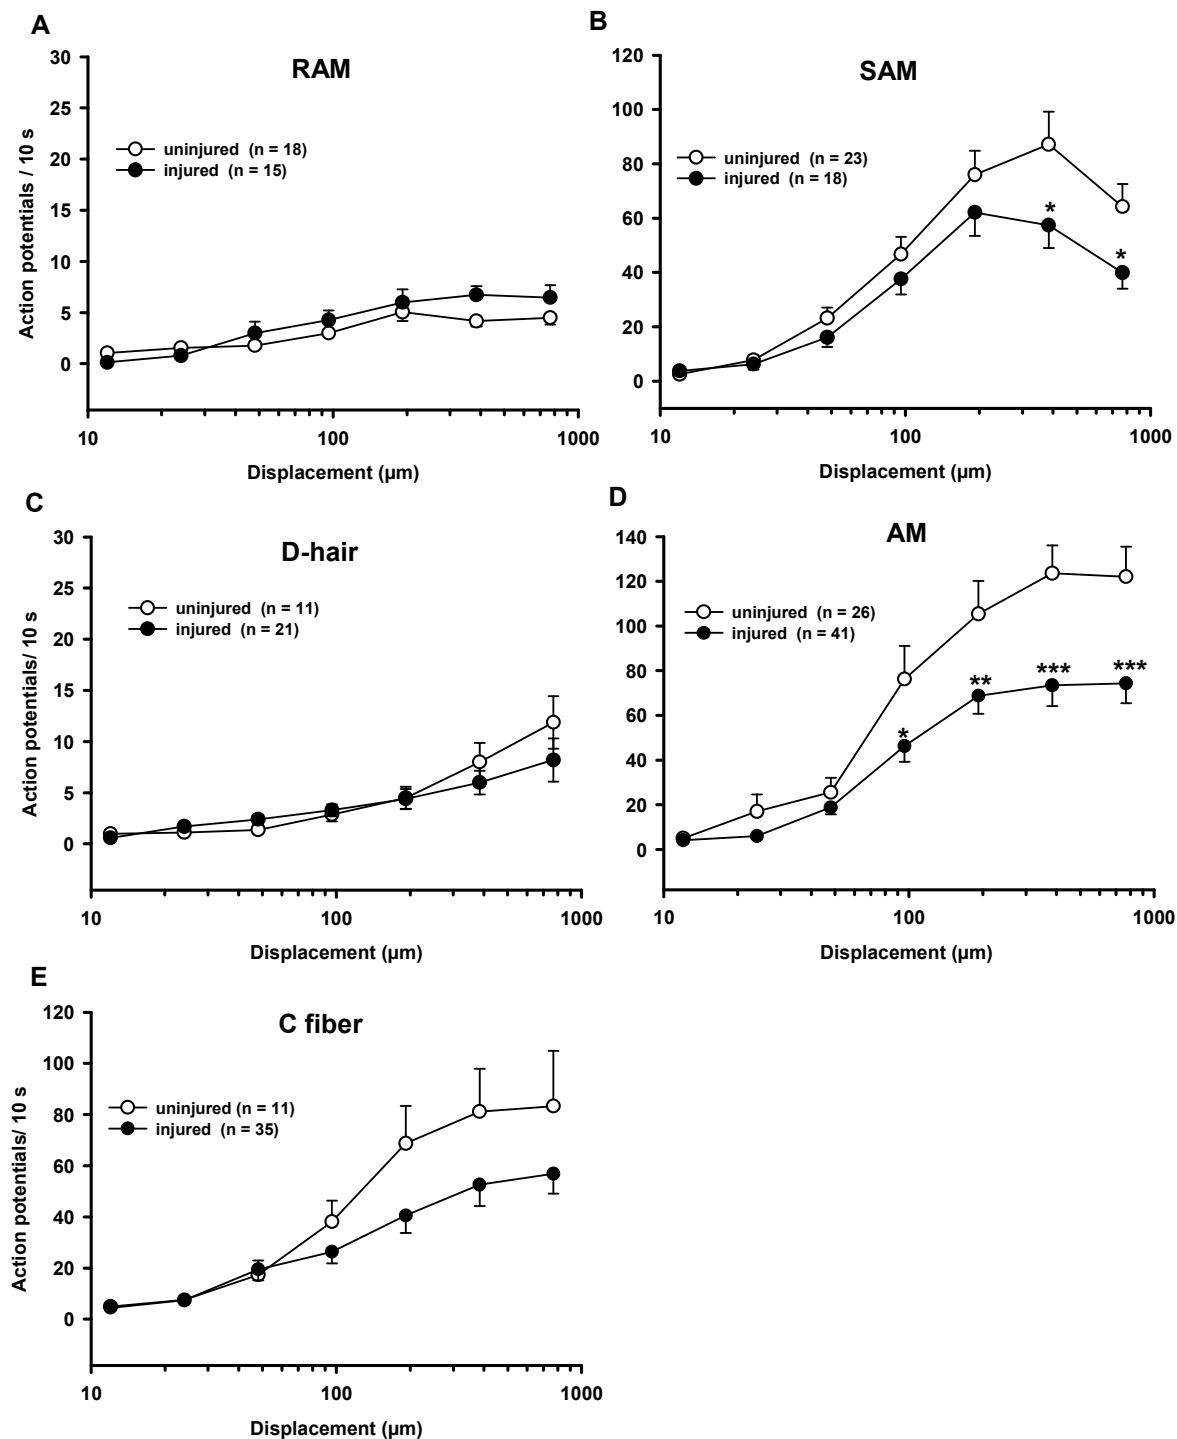 A
RAM
30
25
20
15
10
5
0
Action potentials / 10 s
uninjured (n = 18)
injured (n = 15)
10
100
1000
Displacement (µm)
B
SAM
120
100
80
60
40
20
0
uninjured (n = 23)
injured (n = 18)
*
*
10
100
1000
Displacement (µm)
C
D-hair
30
25
20
15
10
5
0
Action potentials/ 10 s
uninjured (n = 11)
injured (n = 21)
10
100
1000
Displacement (µm)
D
AM
140
120
100
80
60
40
20
0
uninjured (n = 26)
injured (n = 41)
*
**
***
***
10
100
1000
Displacement (µm)
E
C fiber
120
100
80
60
40
20
0
Action potentials/ 10 s
uninjured (n = 11)
injured (n = 35)
10
100
1000
Displacement (µm)